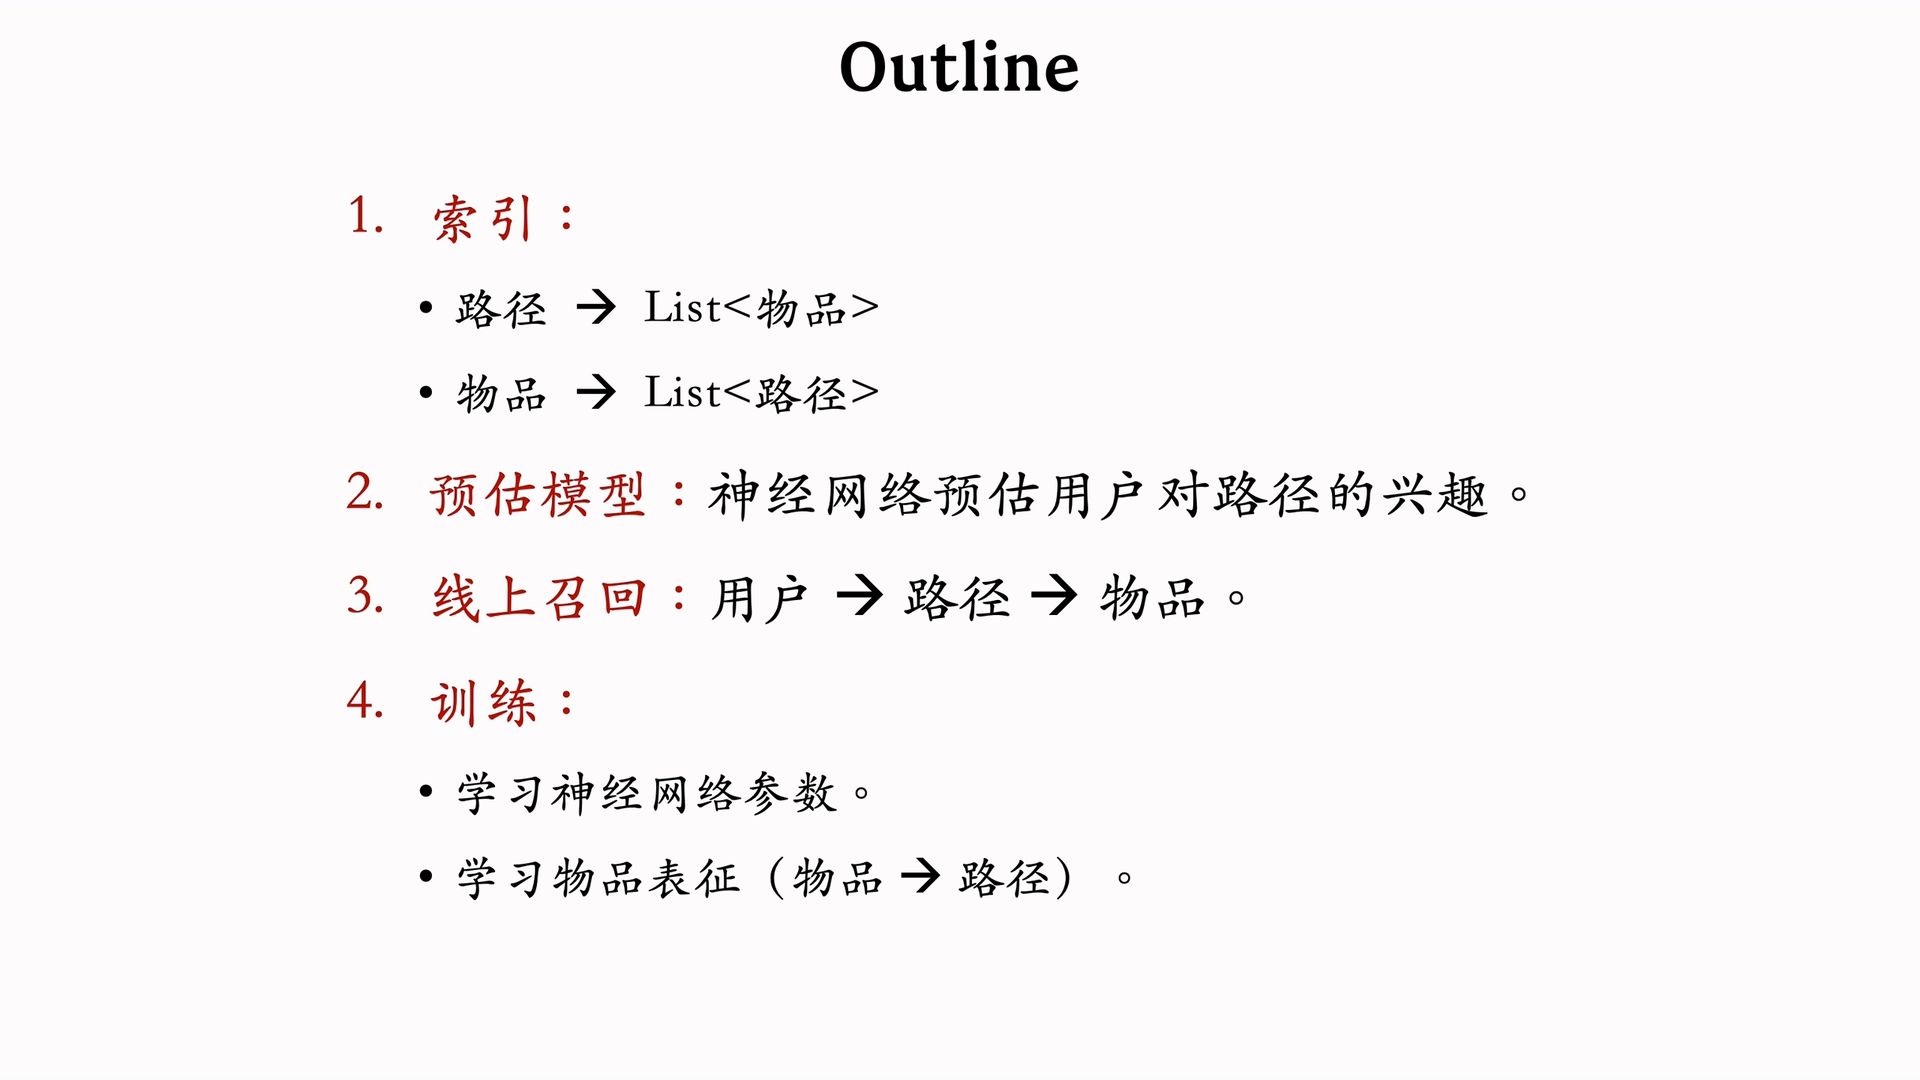 Outline
1. 索引：
• 路径 → List<物品>
• 物品 → List<路径>
2. 预估模型：神经网络预估用户对路径的兴趣。
3. 线上召回：用户 → 路径 → 物品。
4. 训练：
• 学习神经网络参数。
• 学习物品表征（物品 → 路径）。